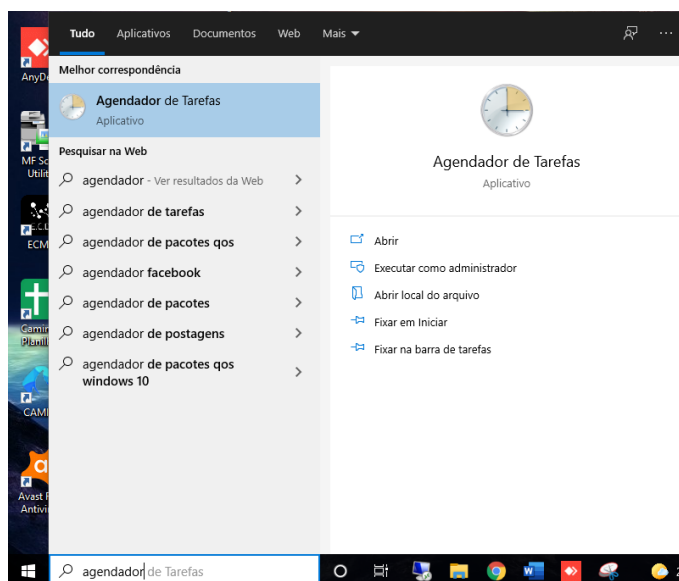 Tudo Aplicativos Documentos Web Mais
Melhor correspondência
Agendador de Tarefas
Aplicativo
Pesquisar na Web
agendador - Ver resultados da Web
agendador de tarefas
agendador de pacotes qos
agendador facebook
agendador de pacotes
agendador de postagens
agendador de pacotes qos
windows 10
Agendador de Tarefas
Aplicativo
Abrir
Executar como administrador
Abrir local do arquivo
Fixar em Iniciar
Fixar na barra de tarefas
AnyDe
MF Sc
Utilit
ECM
Camin
Planil
CAMI
Avast F
Antivi
agendador de Tarefas